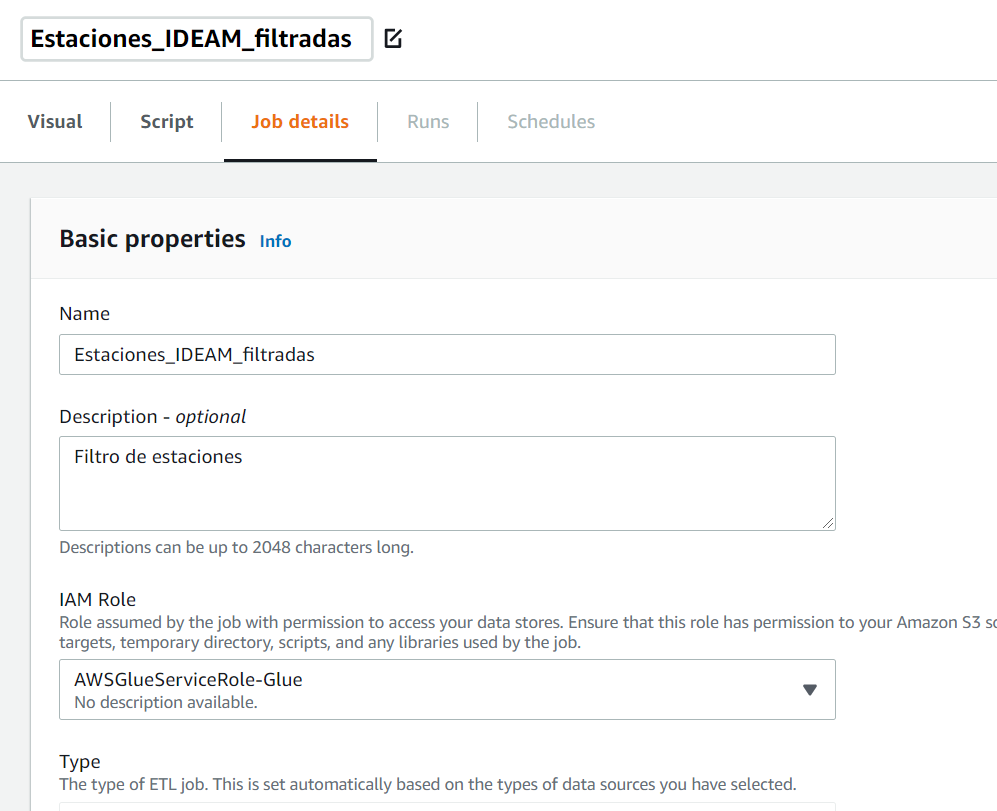 Estaciones_IDEAM_filtradas
Visual Script Job details Runs Schedules
Basic properties Info
Name
Estaciones_IDEAM_filtradas
Description - optional
Filtro de estaciones
Descriptions can be up to 2048 characters long.
IAM Role
Role assumed by the job with permission to access your data stores. Ensure that this role has permission to your Amazon S3
targets, temporary directory, scripts, and any libraries used by the job.
AWSGlueServiceRole-Glue
No description available.
Type
The type of ETL job. This is set automatically based on the types of data sources you have selected.